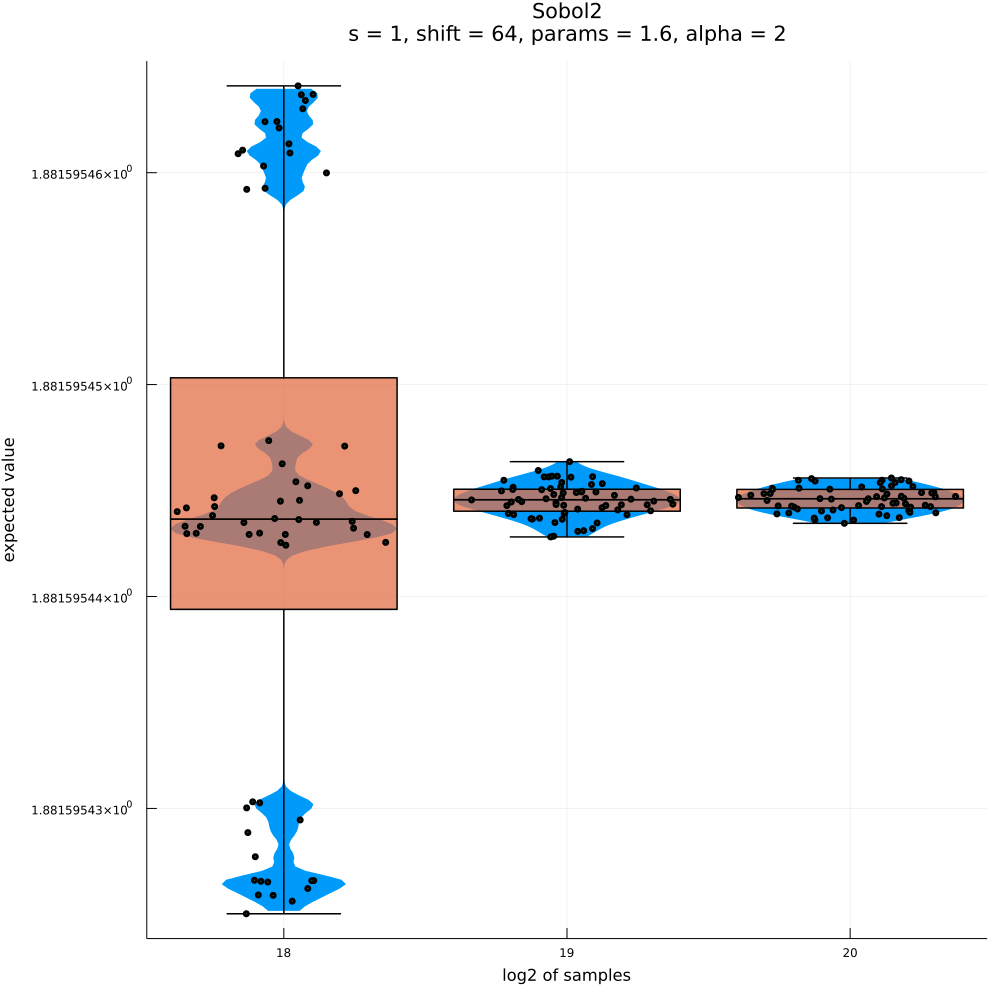 Sobol2
s = 1, shift = 64, params = 1.6, alpha = 2
1.88159546×10⁰
1.88159545×10⁰
1.88159544×10⁰
1.88159543×10⁰
expected value
18 19 20
log2 of samples